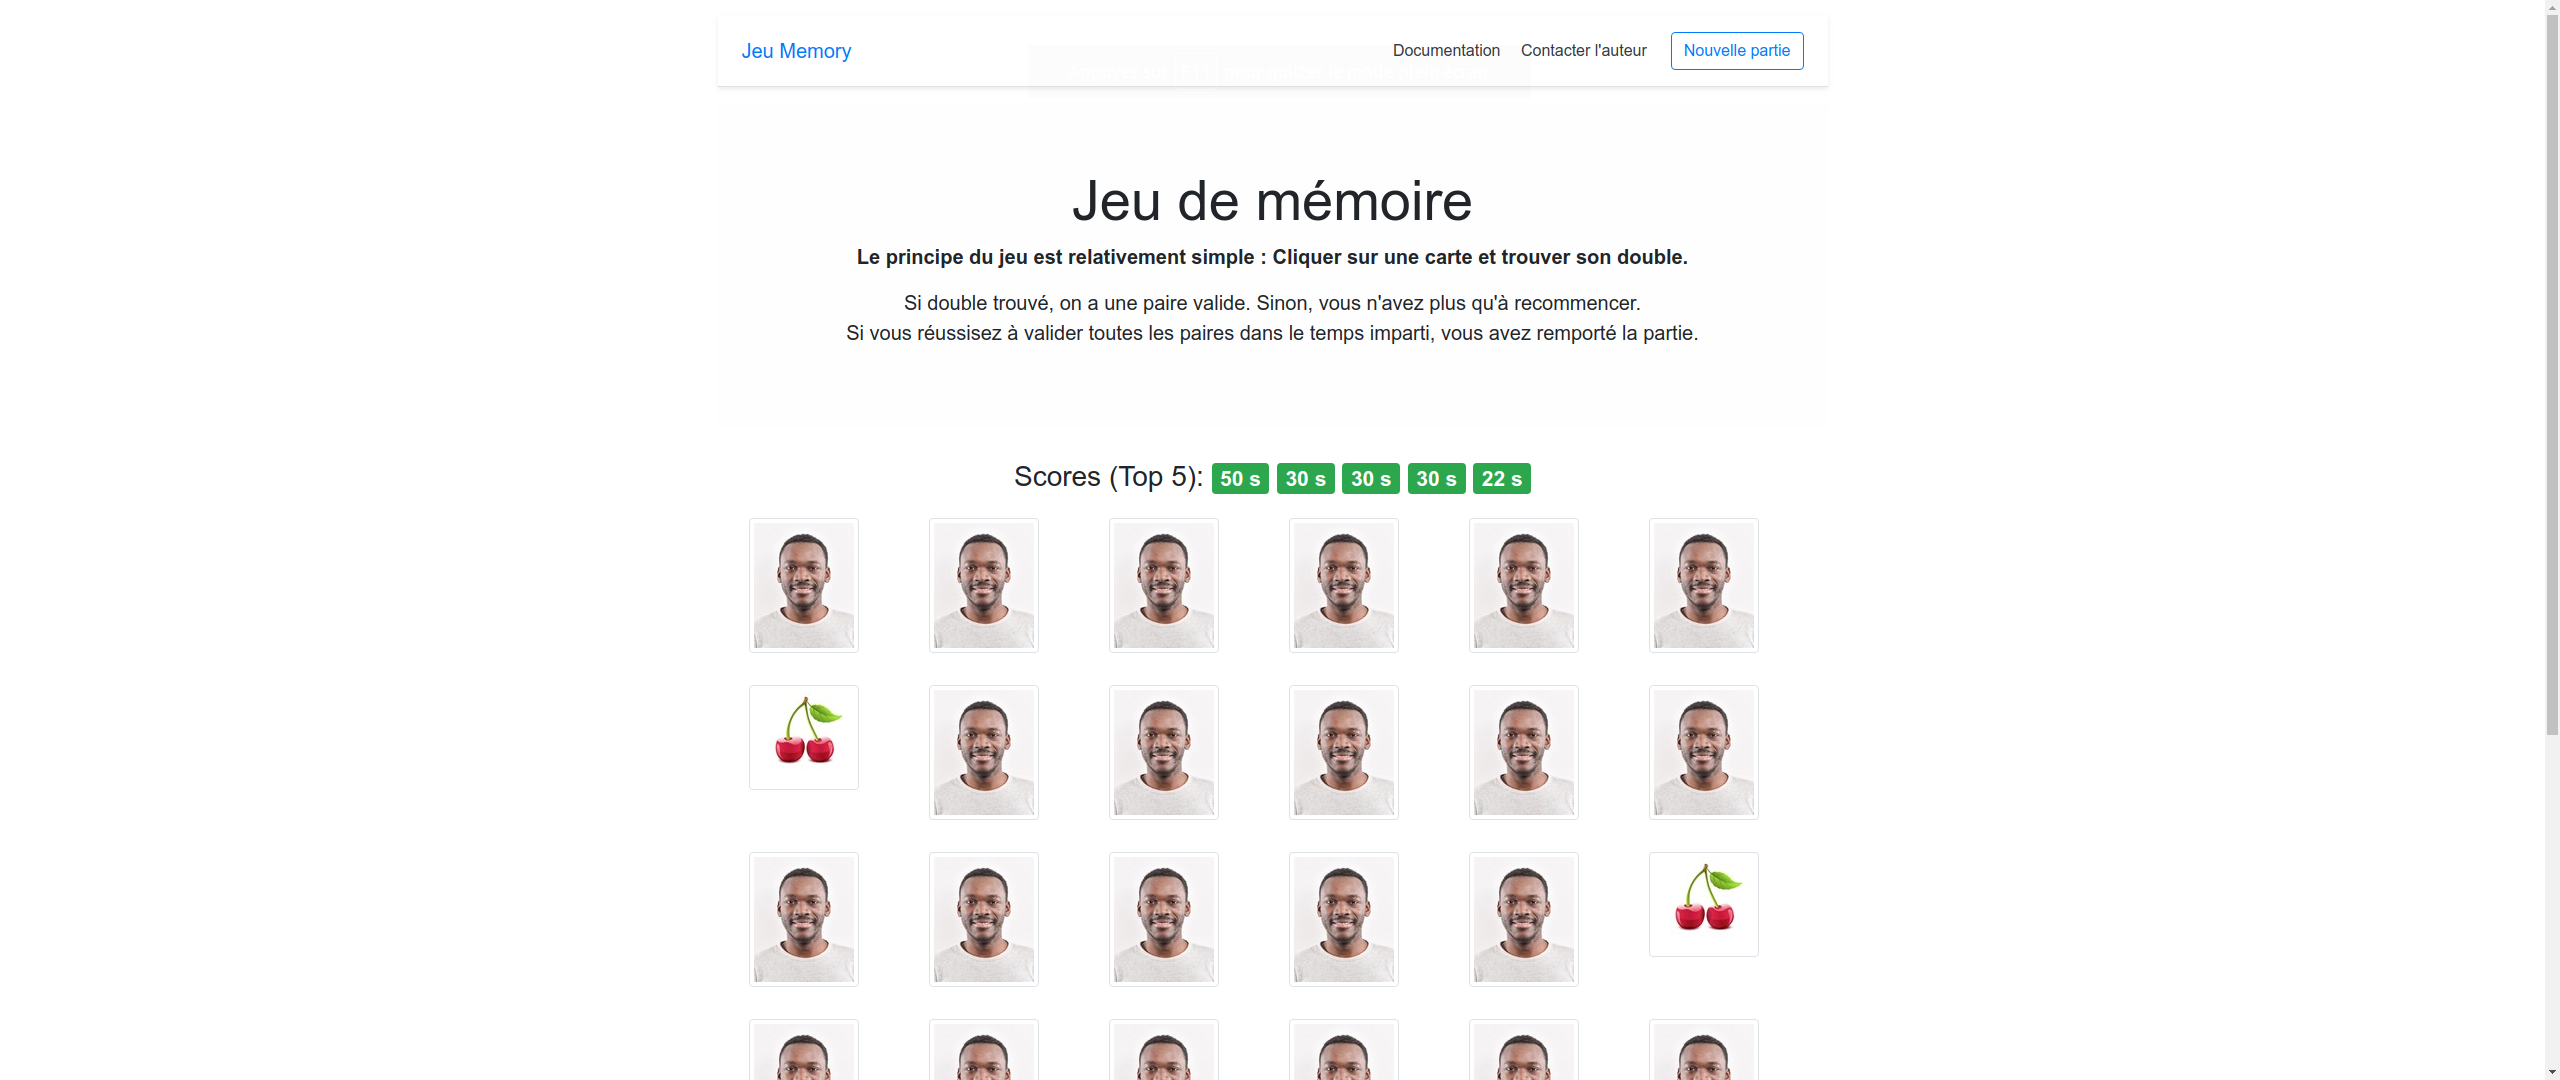 Jeu Memory
Documentation
Contacter l'auteur
Nouvelle partie
Jeu de mémoire
Le principe du jeu est relativement simple : Cliquer sur une carte et trouver son double.
Si double trouvé, on a une paire valide. Sinon, vous n'avez plus qu'à recommencer.
Si vous réussisez à valider toutes les paires dans le temps imparti, vous avez remporté la partie.
Scores (Top 5): 50 s 30 s 30 s 30 s 22 s